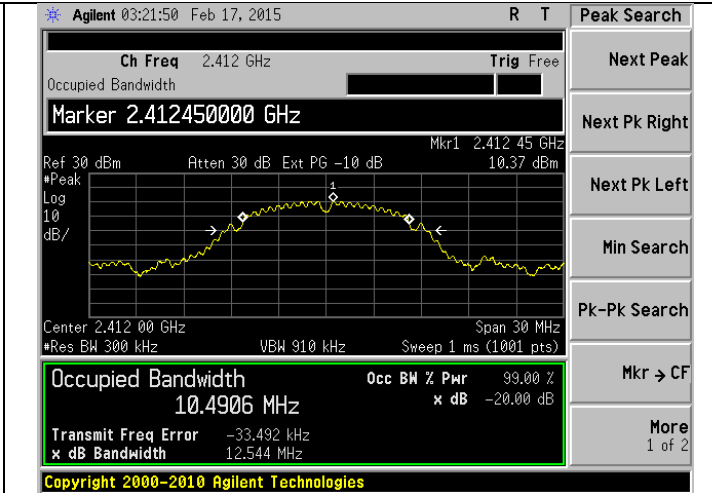 Agilent 03:21:50 Feb 17, 2015 R T Peak Search
Ch Freq 2.412 GHz Trig Free
Occupied Bandwidth
Marker 2.412450000 GHz
Mkr1 2.412 45 GHz
Ref 30 dBm Atten 30 dB Ext PG -10 dB 10.37 dBm
#Peak
Log
10
dB/
1
Center 2.412 00 GHz Span 30 MHz
#Res BW 300 kHz VBW 910 kHz Sweep 1 ms (1001 pts)
Occupied Bandwidth Occ BW % Pwr 99.00 %
10.4906 MHz x dB -20.00 dB
Transmit Freq Error -33.492 kHz
x dB Bandwidth 12.544 MHz
Copyright 2000-2010 Agilent Technologies
Next Peak
Next Pk Right
Next Pk Left
Min Search
Pk-Pk Search
Mkr → CF
More
1 of 2